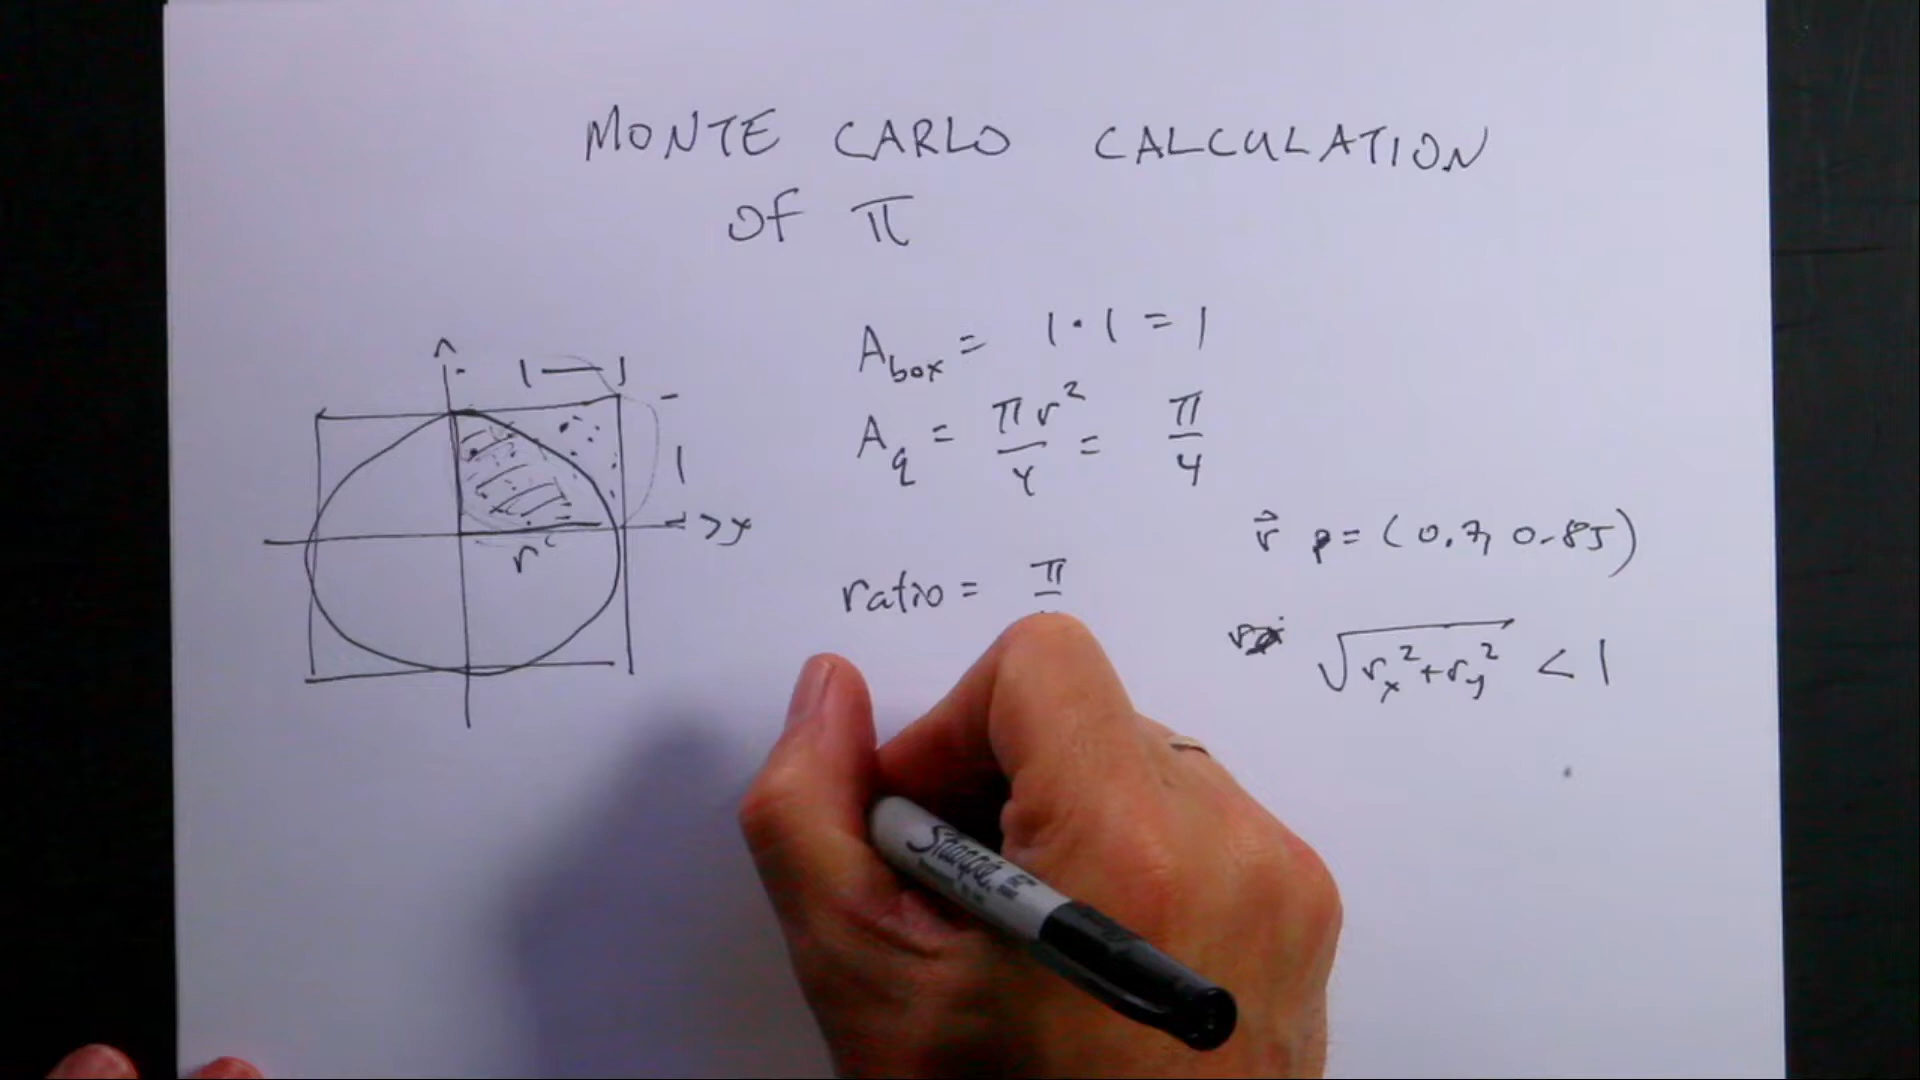 MONTE CARLO CALCULATION
OF π
1
A_box = 1 · 1 = 1
A_q = πr²/4 = π/4
1
r
r⃗ p = (0.7, 0.85)
ratio = π
√(r_x² + r_y²) < 1
Sharpie.